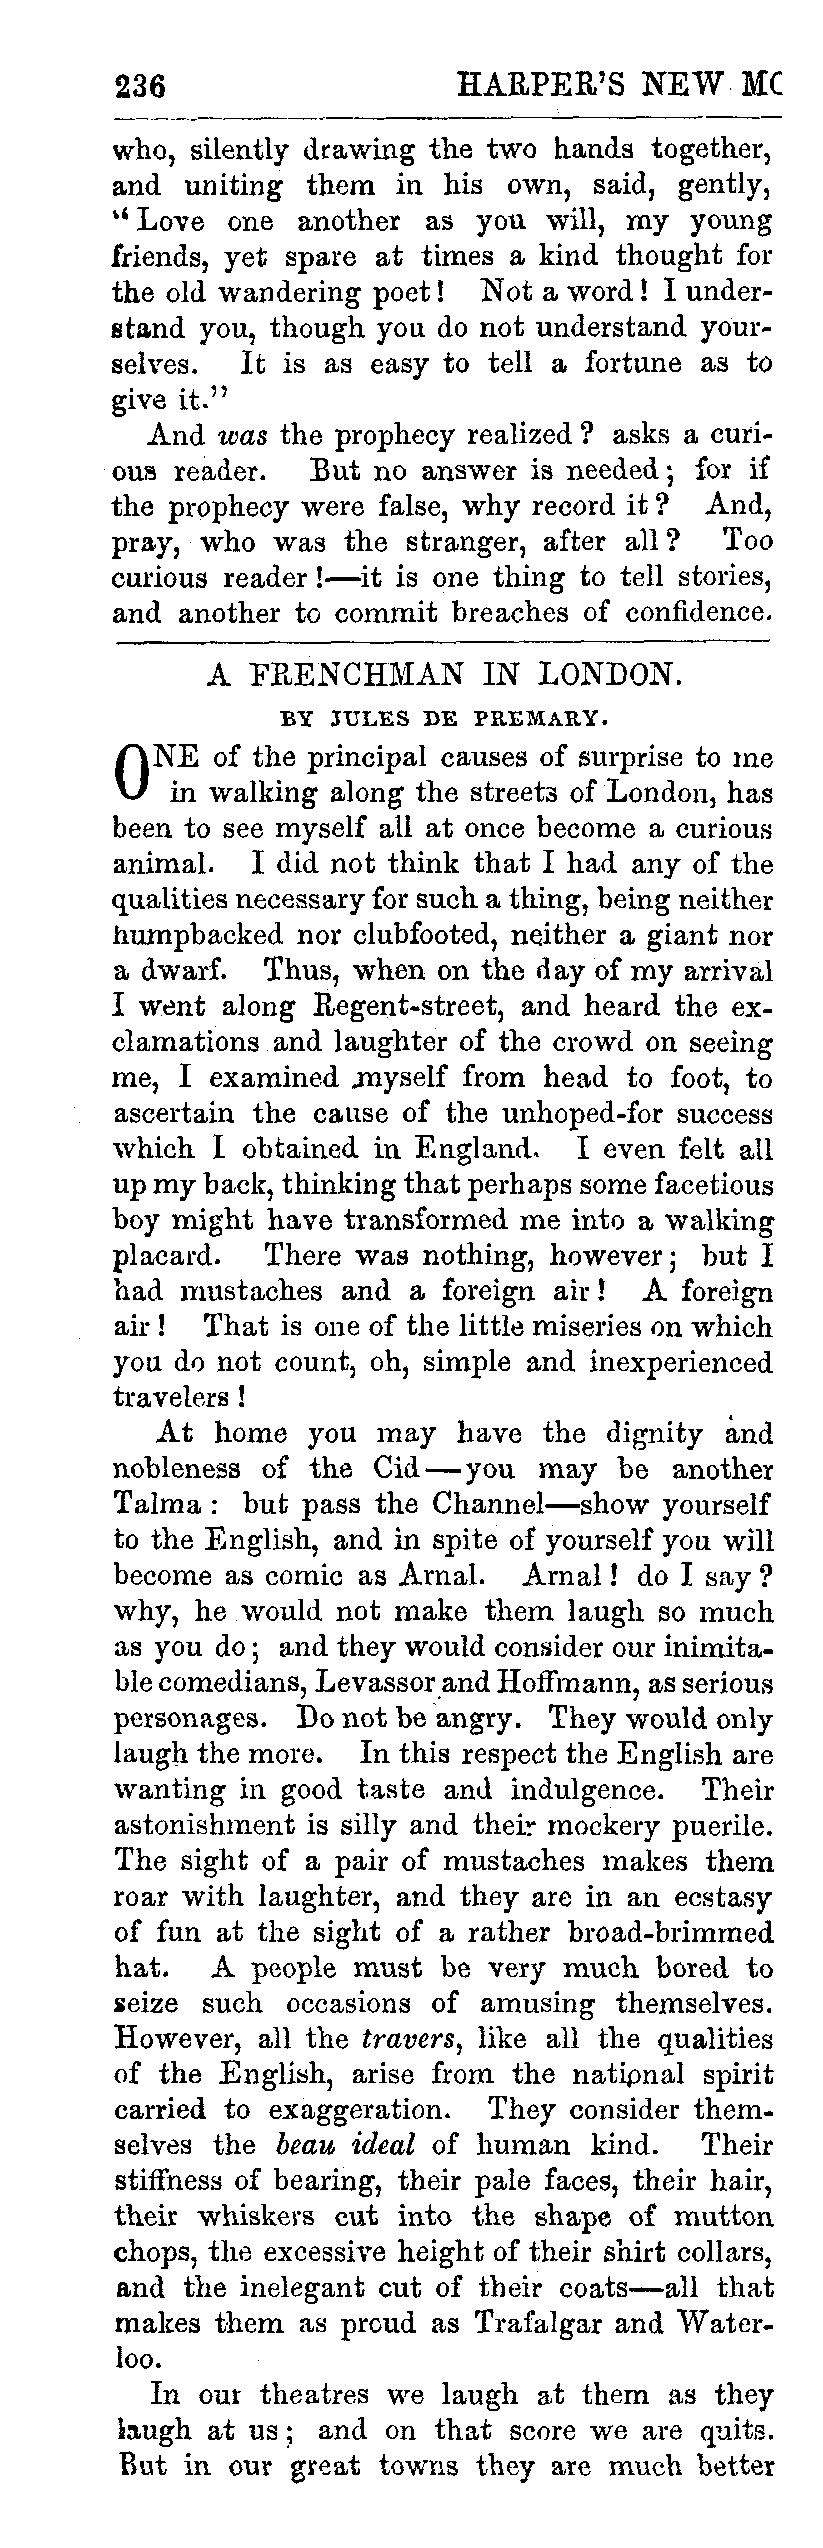 236 HARPER'S NEW MO
who, silently drawing the two hands together,
and uniting them in his own, said, gently,
"Love one another as you will, my young
friends, yet spare at times a kind thought for
the old wandering poet! Not a word! I under-
stand you, though you do not understand your-
selves. It is as easy to tell a fortune as to
give it."
And was the prophecy realized? asks a curi-
ous reader. But no answer is needed; for if
the prophecy were false, why record it? And,
pray, who was the stranger, after all? Too
curious reader!—it is one thing to tell stories,
and another to commit breaches of confidence.
A FRENCHMAN IN LONDON.
BY JULES DE PREMARY.
ONE of the principal causes of surprise to me
in walking along the streets of London, has
been to see myself all at once become a curious
animal. I did not think that I had any of the
qualities necessary for such a thing, being neither
humpbacked nor clubfooted, neither a giant nor
a dwarf. Thus, when on the day of my arrival
I went along Regent-street, and heard the ex-
clamations and laughter of the crowd on seeing
me, I examined myself from head to foot, to
ascertain the cause of the unhoped-for success
which I obtained in England. I even felt all
up my back, thinking that perhaps some facetious
boy might have transformed me into a walking
placard. There was nothing, however; but I
had mustaches and a foreign air! A foreign
air! That is one of the little miseries on which
you do not count, oh, simple and inexperienced
travelers!
At home you may have the dignity and
nobleness of the Cid—you may be another
Talma: but pass the Channel—show yourself
to the English, and in spite of yourself you will
become as comic as Arnal. Arnal! do I say?
why, he would not make them laugh so much
as you do; and they would consider our inimita-
ble comedians, Levassor and Hoffmann, as serious
personages. Do not be angry. They would only
laugh the more. In this respect the English are
wanting in good taste and indulgence. Their
astonishment is silly and their mockery puerile.
The sight of a pair of mustaches makes them
roar with laughter, and they are in an ecstasy
of fun at the sight of a rather broad-brimmed
hat. A people must be very much bored to
seize such occasions of amusing themselves.
However, all the travers, like all the qualities
of the English, arise from the national spirit
carried to exaggeration. They consider them-
selves the beau ideal of human kind. Their
stiffness of bearing, their pale faces, their hair,
their whiskers cut into the shape of mutton
chops, the excessive height of their shirt collars,
and the inelegant cut of their coats—all that
makes them as proud as Trafalgar and Water-
loo.
In our theatres we laugh at them as they
laugh at us; and on that score we are quits.
But in our great towns they are much better